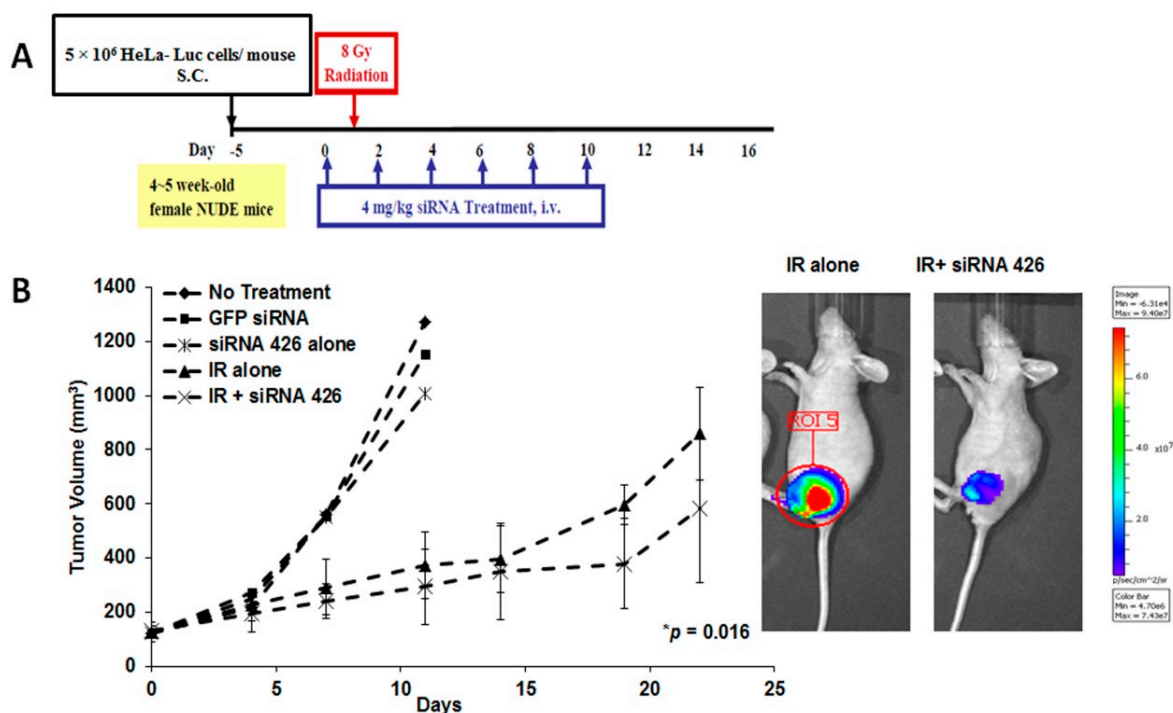 A
5 × 10⁶ HeLa- Luc cells/ mouse
S.C.
8 Gy
Radiation
Day -5 0 2 4 6 8 10 12 14 16
4~5 week-old
female NUDE mice
4 mg/kg siRNA Treatment, i.v.
B
Tumor Volume (mm³)
1400
1200
1000
800
600
400
200
0
No Treatment
GFP siRNA
siRNA 426 alone
IR alone
IR + siRNA 426
*p = 0.016
0 5 10 15 20 25
Days
IR alone
IR+ siRNA 426
ROI 5
Image
Min = -6.31e4
Max = 9.40e7
6.0
4.0 x10⁷
2.0
p/sec/cm^2/sr
Color Bar
Min = 4.70e6
Max = 7.43e7